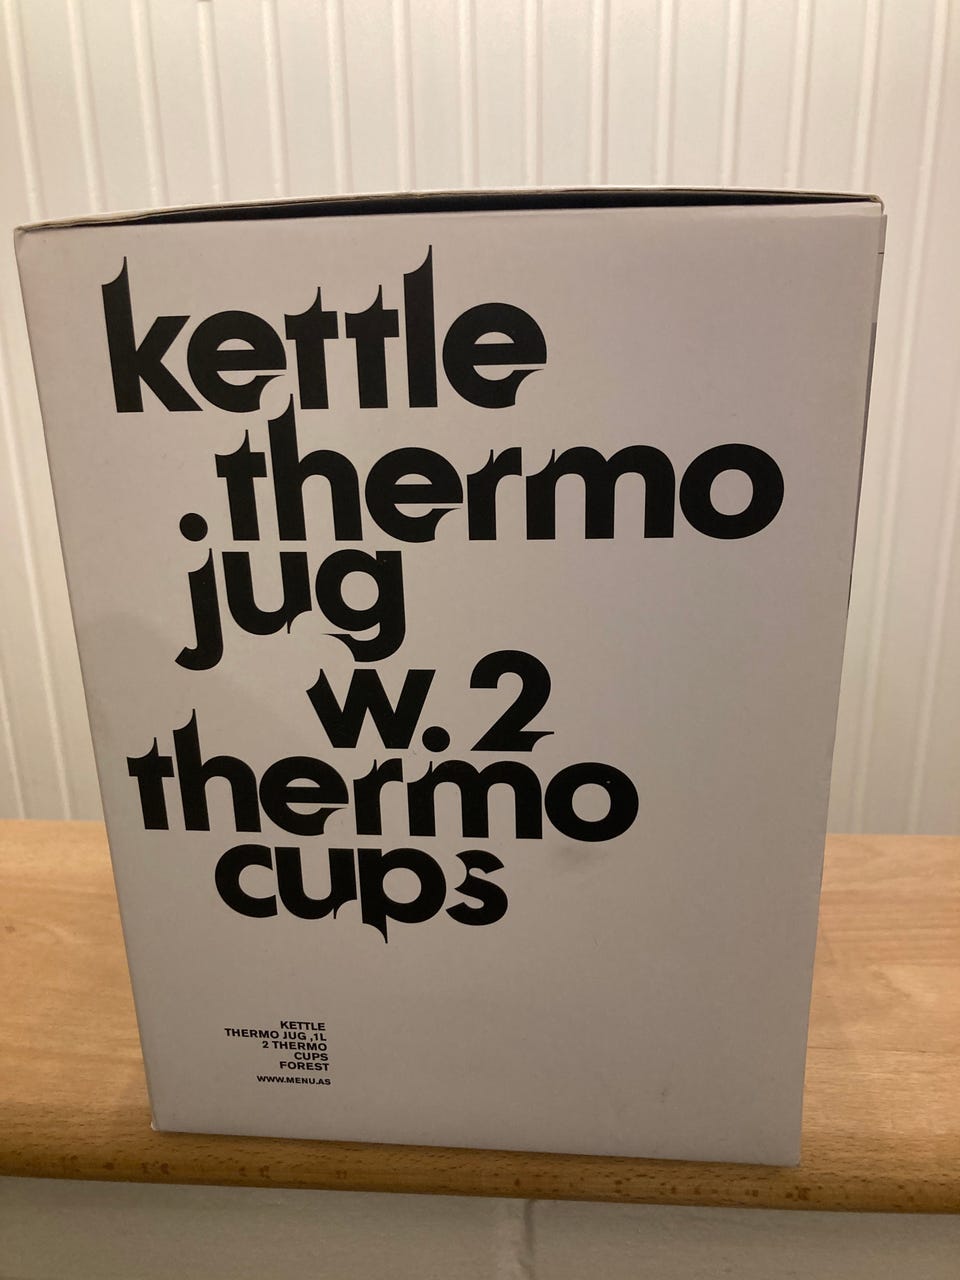 kettle
thermo
jug
w. 2
thermo
cups
KETTLE
THERMO JUG ,1L
2 THERMO
CUPS
FOREST
WWW.MENU.AS